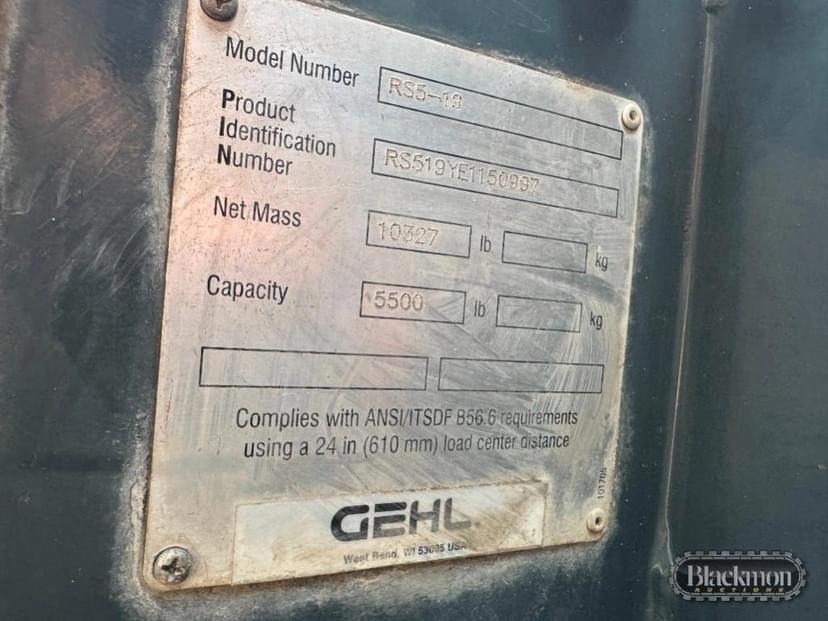 Model Number RS5-19
Product
Identification
Number RS519YE1150997
Net Mass 10327 lb kg
Capacity 5500 lb kg
Complies with ANSI/ITSDF B56.6 requirements
using a 24 in (610 mm) load center distance
GEHL
West Bend, WI 53095 USA
Blackmon
AUCTIONS